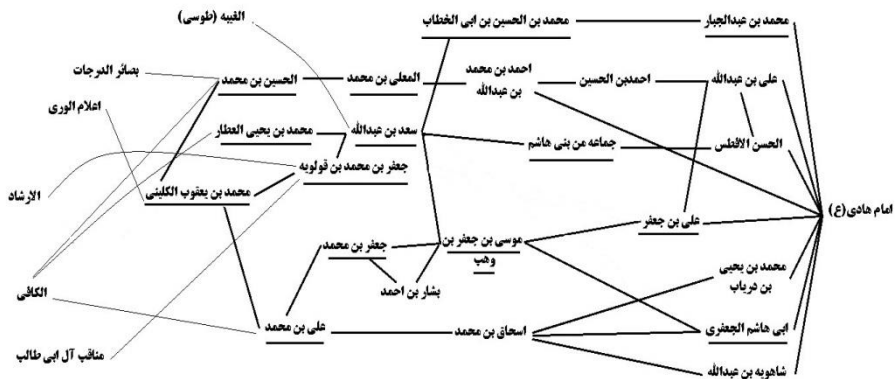 الغیبه (طوسی)
محمد بن الحسین بن ابی الخطاب
محمد بن عبدالجبار
بصائر الدرجات
الحسین بن محمد
المعلی بن محمد
احمد بن محمد
بن عبدالله
احمدبن الحسین
علی بن عبدالله
اعلام الوری
محمد بن یحیی العطار
سعد بن عبدالله
جماعه من بنی هاشم
الحسن الافطس
جعفر بن محمد بن قولویه
الارشاد
محمد بن یعقوب الکلینی
امام هادی(ع)
علی بن جعفر
جعفر بن محمد
موسی بن جعفر بن
وهب
محمد بن یحیی
بن دریاب
الکافی
بشار بن احمد
علی بن محمد
اسحاق بن محمد
ابی هاشم الجعفری
مناقب آل ابی طالب
شاهویه بن عبدالله